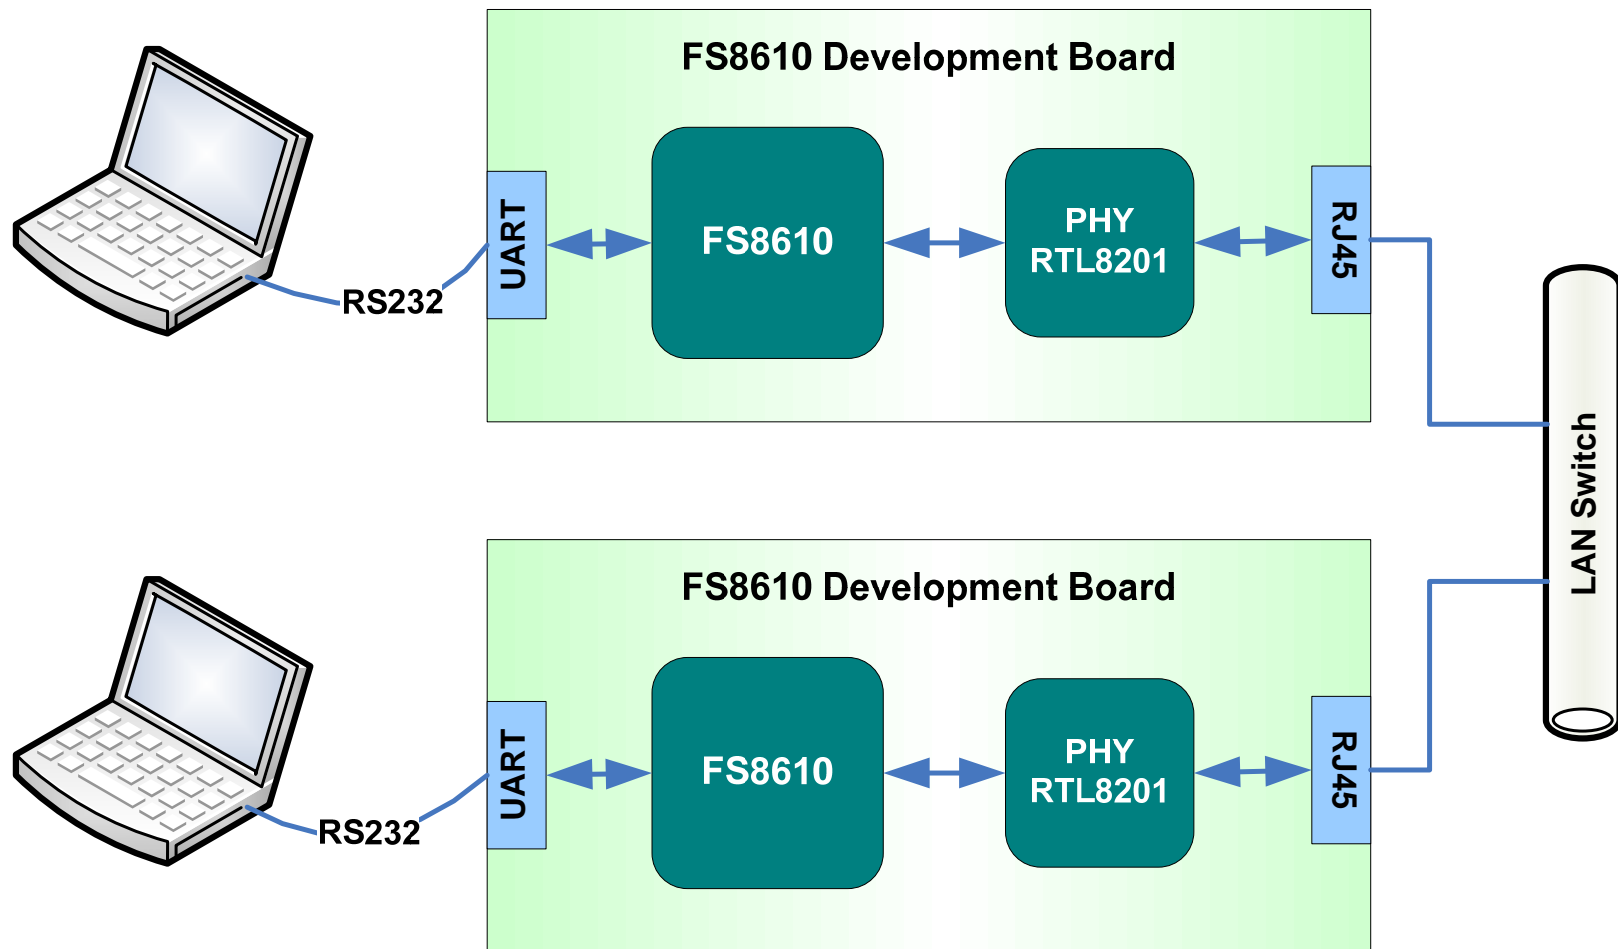 FS8610 Development Board
RS232
UART
FS8610
PHY
RTL8201
RJ45
LAN Switch
FS8610 Development Board
RS232
UART
FS8610
PHY
RTL8201
RJ45